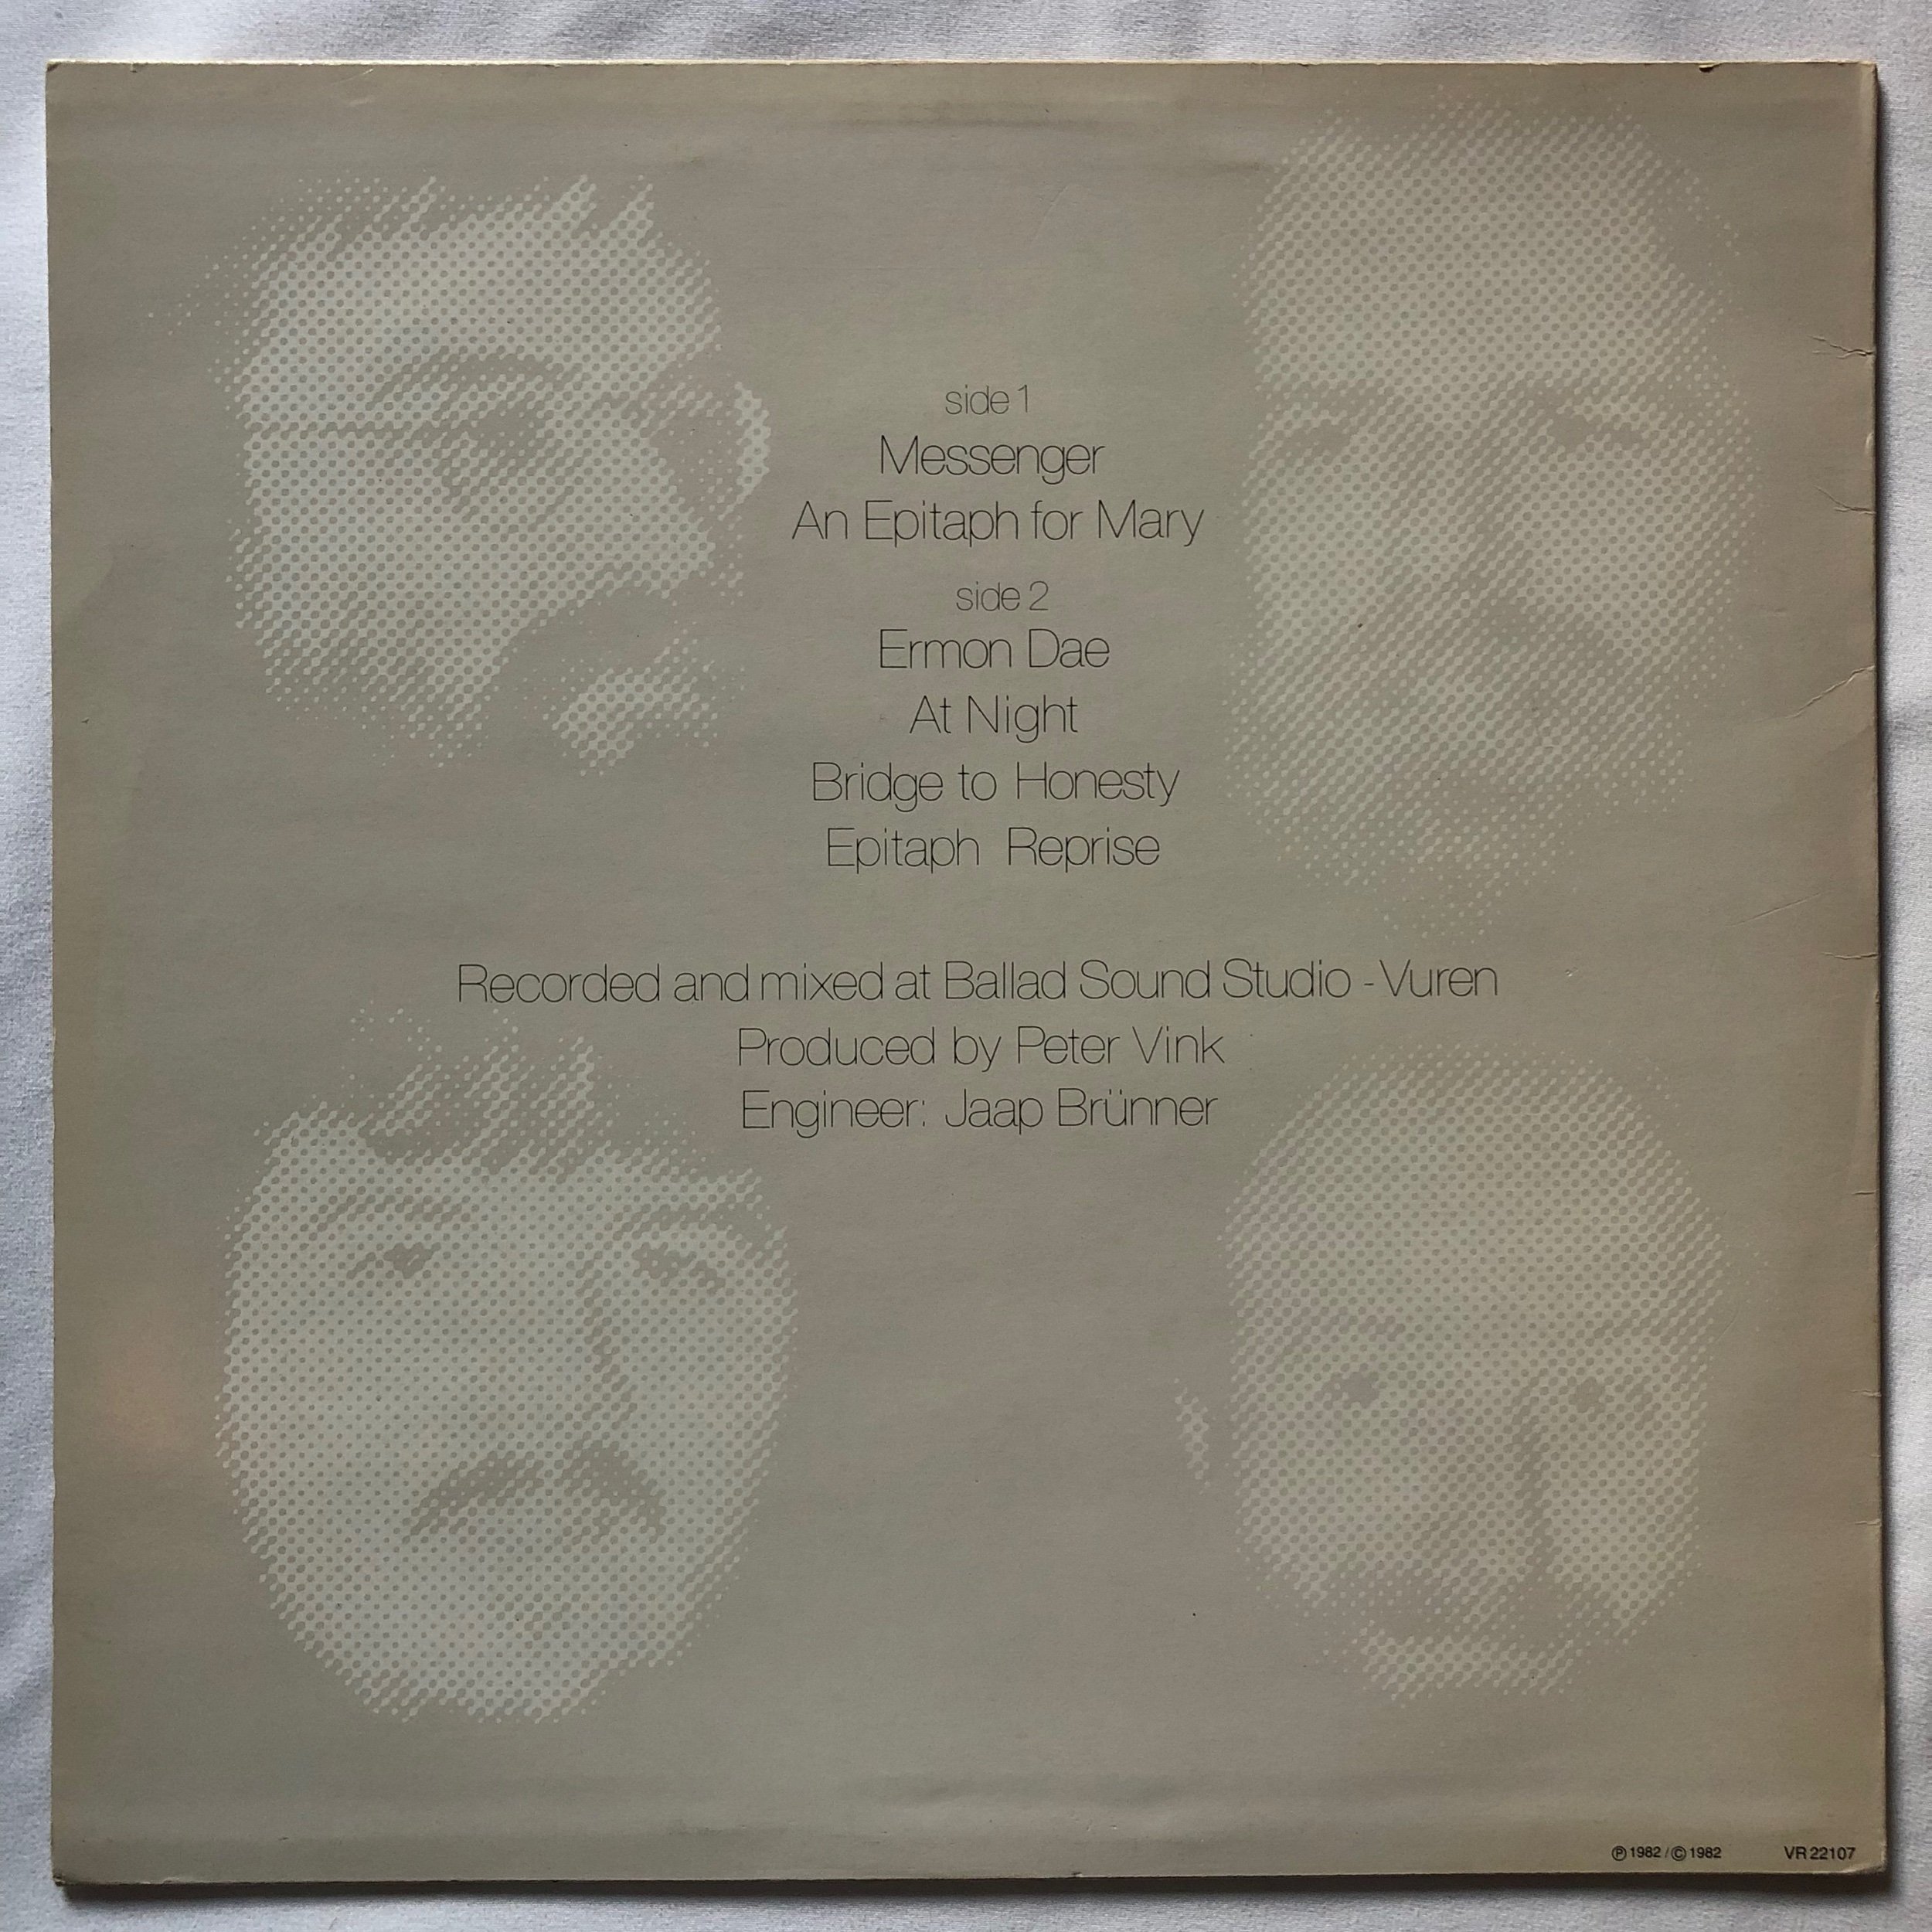 side 1
Messenger
An Epitaph for Mary
side 2
Ermon Dae
At Night
Bridge to Honesty
Epitaph Reprise
Recorded and mixed at Ballad Sound Studio - Vuren
Produced by Peter Vink
Engineer: Jaap Brünner
℗ 1982 / © 1982 VR 22107